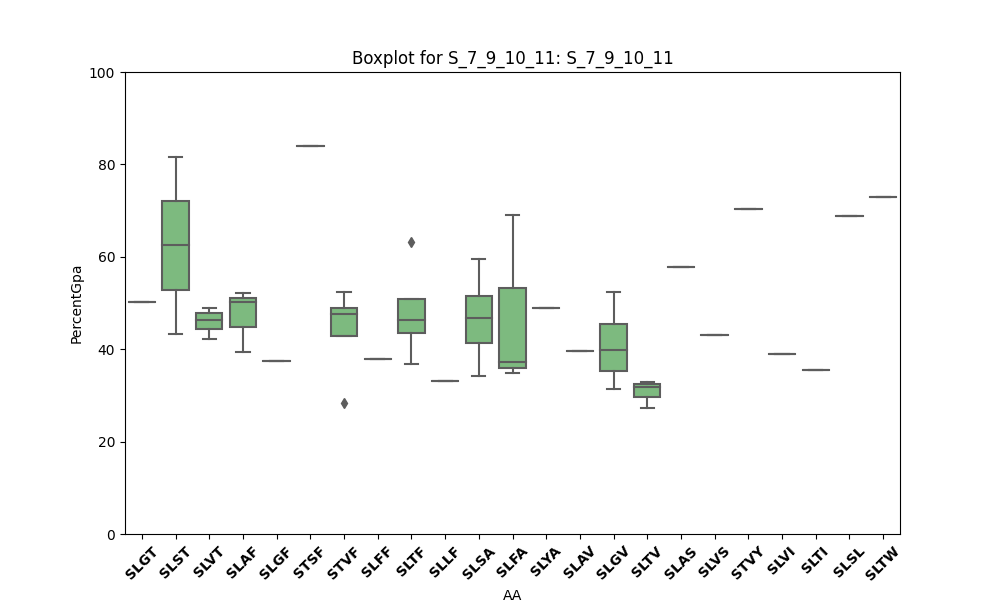 Boxplot for S_7_9_10_11: S_7_9_10_11
100
80
60
40
20
0
PercentGpa
SLGT SLST SLVT SLAF SLGF STSF STVF SLFF SLTF SLLF SLSA SLFA SLYA SLAV SLGV SLTV SLAS SLVS STVY SLVI SLTI SLSL SLTW
AA